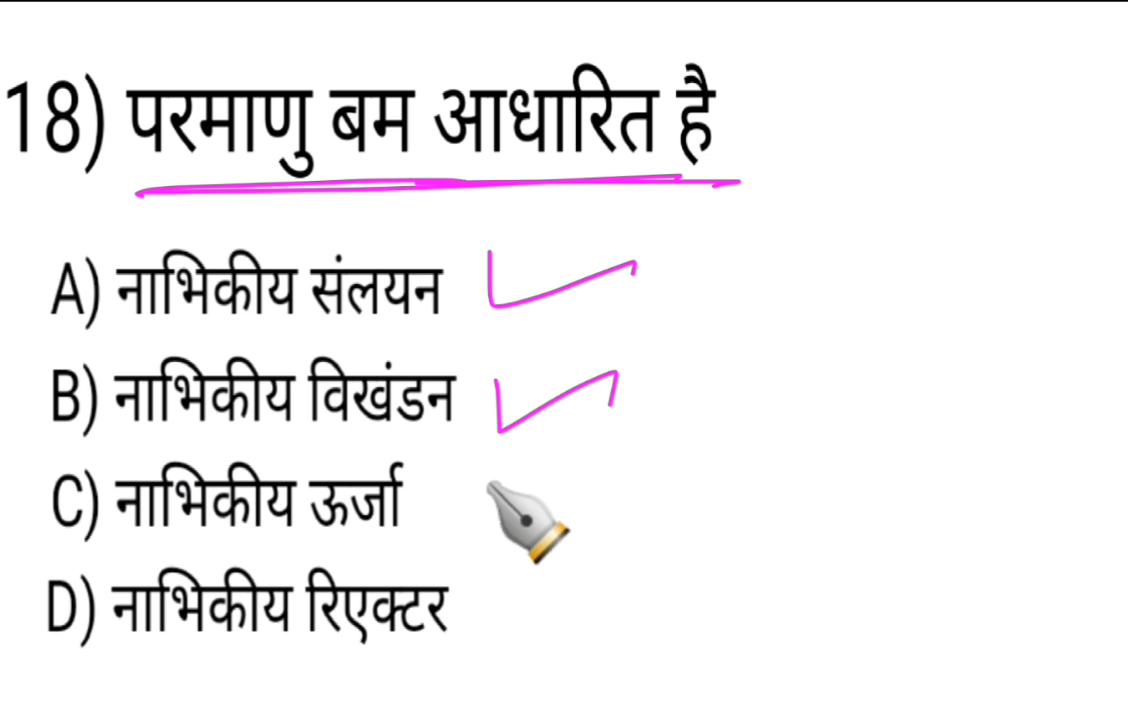 18) परमाणु बम आधारित है
A) नाभिकीय संलयन
B) नाभिकीय विखंडन
C) नाभिकीय ऊर्जा
D) नाभिकीय रिएक्टर